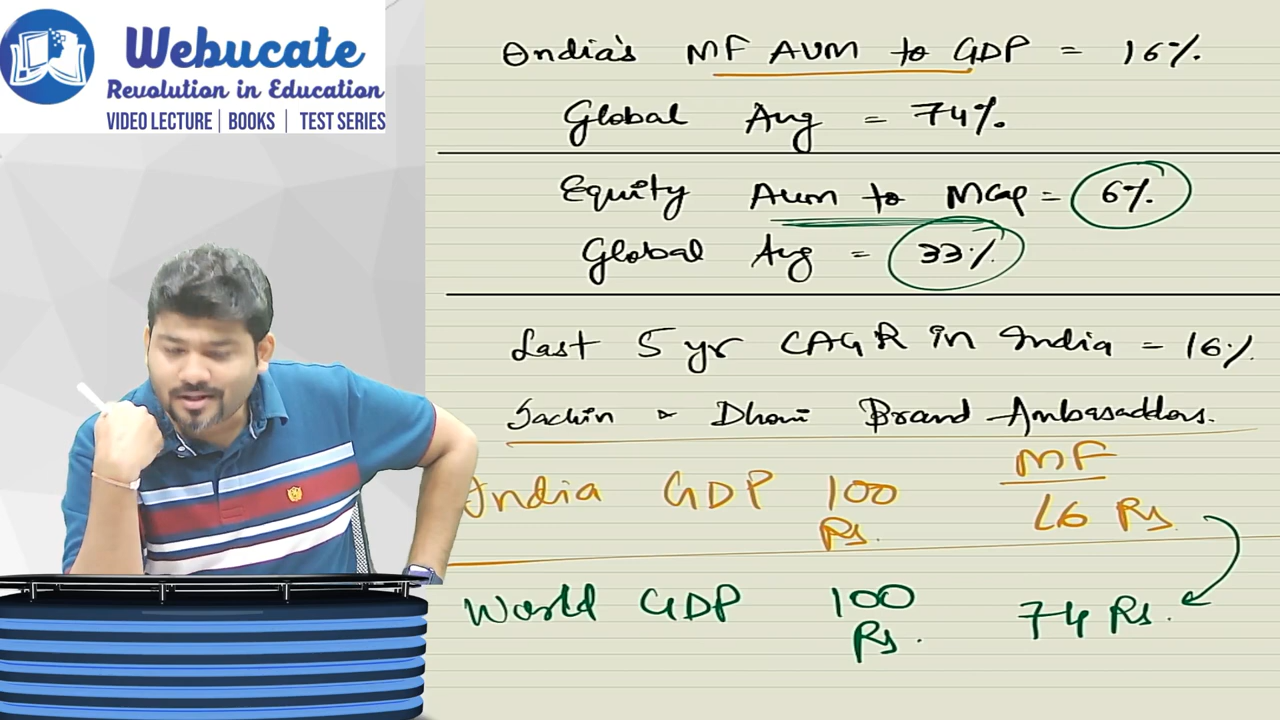 Webucate
Revolution in Education
VIDEO LECTURE | BOOKS | TEST SERIES
India's MF AUM to GDP = 16%.
Global Avg = 74%.
Equity AUM to MCap = 6%.
Global Avg = 33%.
Last 5 yr CAGR in India = 16%.
Sachin & Dhoni Brand Ambasaddors.
MF
India GDP 100 Rs. 16 Rs.
World GDP 100 Rs. 74 Rs.